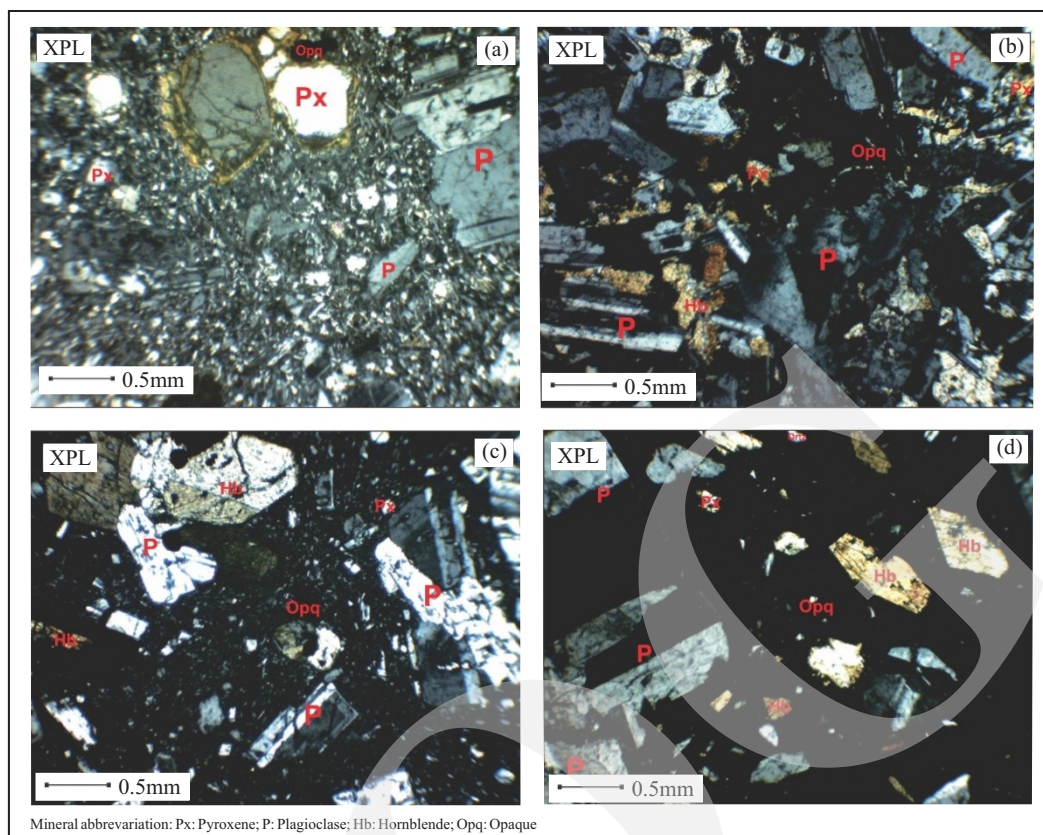 XPL
(a)
Opq
Px
P
Px
P
0.5mm
XPL
(b)
P
Px
Opq
Px
P
Hb
P
0.5mm
XPL
(c)
Hb
Px
P
P
Opq
Hb
P
0.5mm
XPL
(d)
P
Px
Hb
Hb
Opq
P
Hb
P
0.5mm
Mineral abbrevariation: Px: Pyroxene; P: Plagioclase; Hb: Hornblende; Opq: Opaque